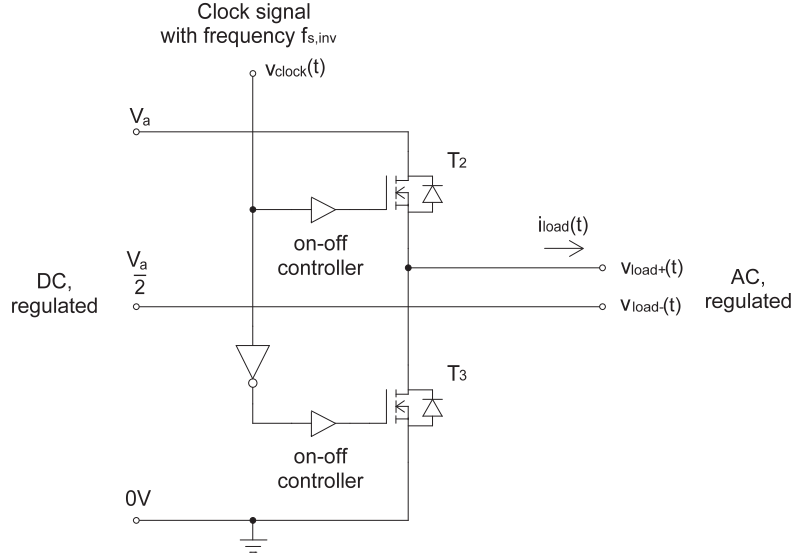 Clock signal
with frequency fs,inv
vclock(t)
Va
T2
on-off
controller
iload(t)
DC,
regulated
Va
2
vload+(t)
vload-(t)
AC,
regulated
T3
on-off
controller
0V